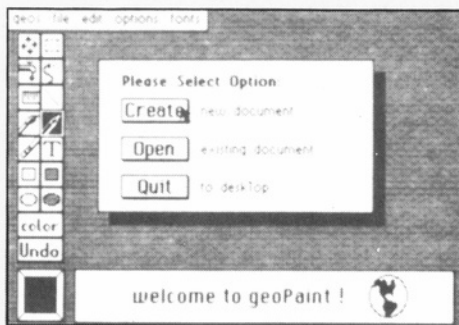 geos file edit options fonts
Please Select Option:
Create new document
Open existing document
Quit to deskTop
T
color
Undo
welcome to geoPaint !